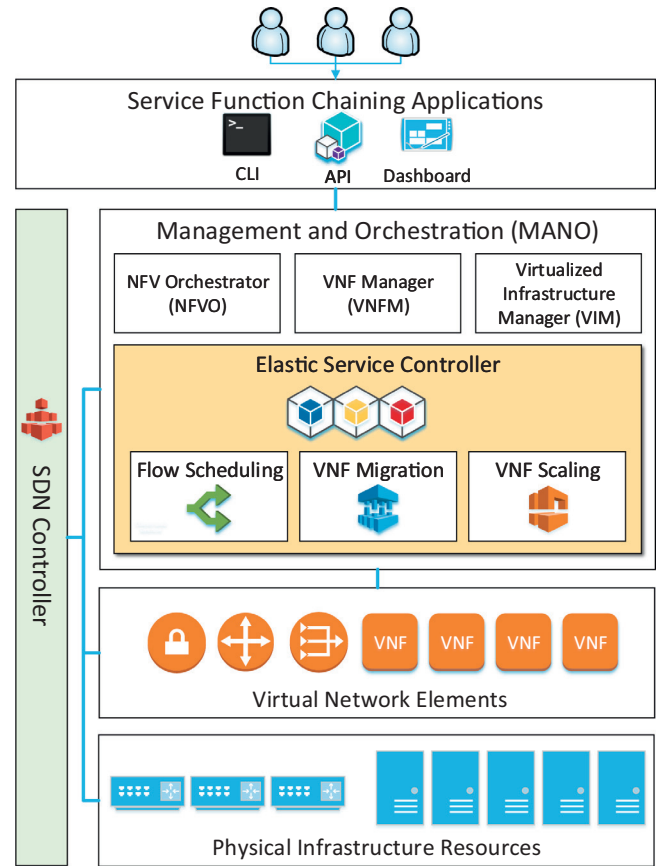 Service Function Chaining Applications
>_
CLI
API
Dashboard
SDN Controller
Management and Orchestration (MANO)
NFV Orchestrator
(NFVO)
VNF Manager
(VNFM)
Virtualized
Infrastructure
Manager (VIM)
Elastic Service Controller
Flow Scheduling
VNF Migration
VNF Scaling
VNF
VNF
VNF
VNF
Virtual Network Elements
Physical Infrastructure Resources